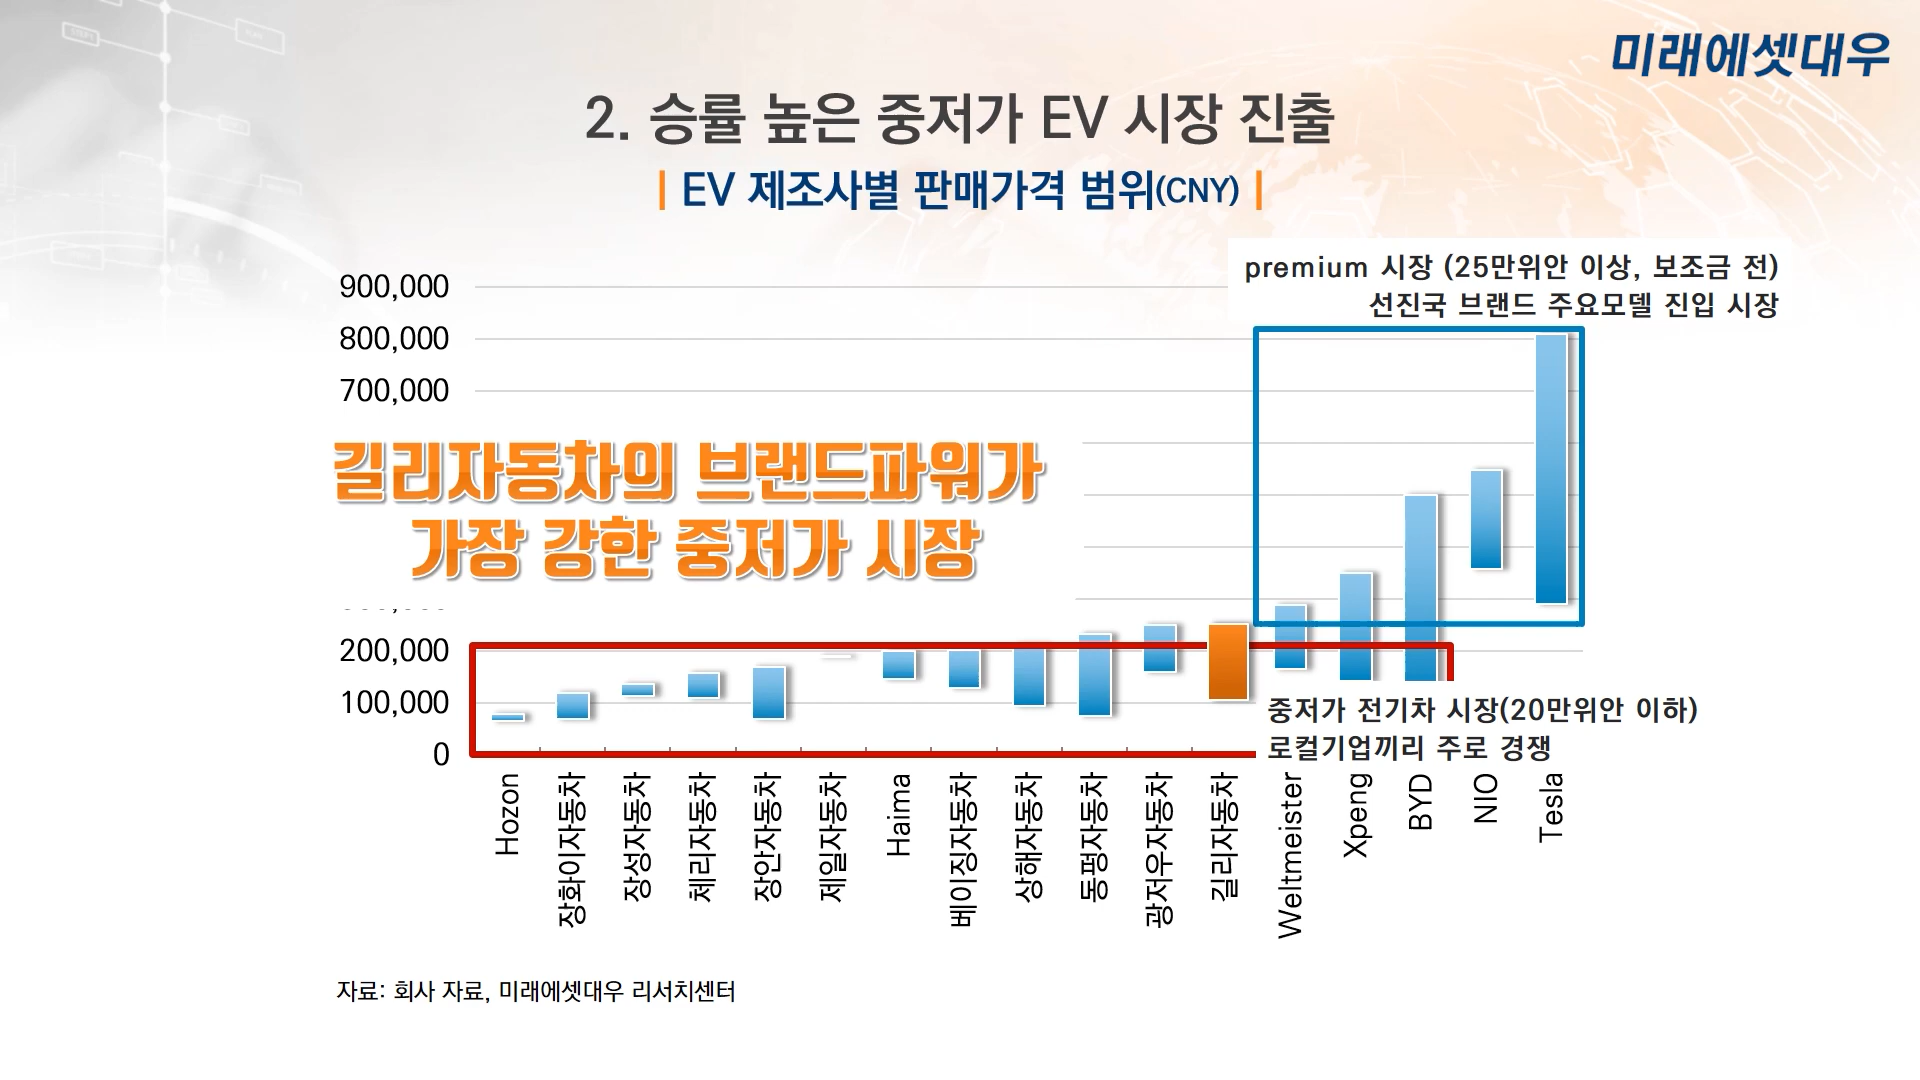 미래에셋대우
2. 승률 높은 중저가 EV 시장 진출
| EV 제조사별 판매가격 범위(CNY) |
premium 시장 (25만위안 이상, 보조금 전)
선진국 브랜드 주요모델 진입 시장
900,000
800,000
700,000
길리자동차의 브랜드파워가
가장 강한 중저가 시장
200,000
100,000
0
중저가 전기차 시장(20만위안 이하)
로컬기업끼리 주로 경쟁
Hozon
장화이자동차
장성자동차
체리자동차
장안자동차
제일자동차
Haima
베이징자동차
상해자동차
동펑자동차
광저우자동차
길리자동차
Weltmeister
Xpeng
BYD
NIO
Tesla
자료: 회사 자료, 미래에셋대우 리서치센터